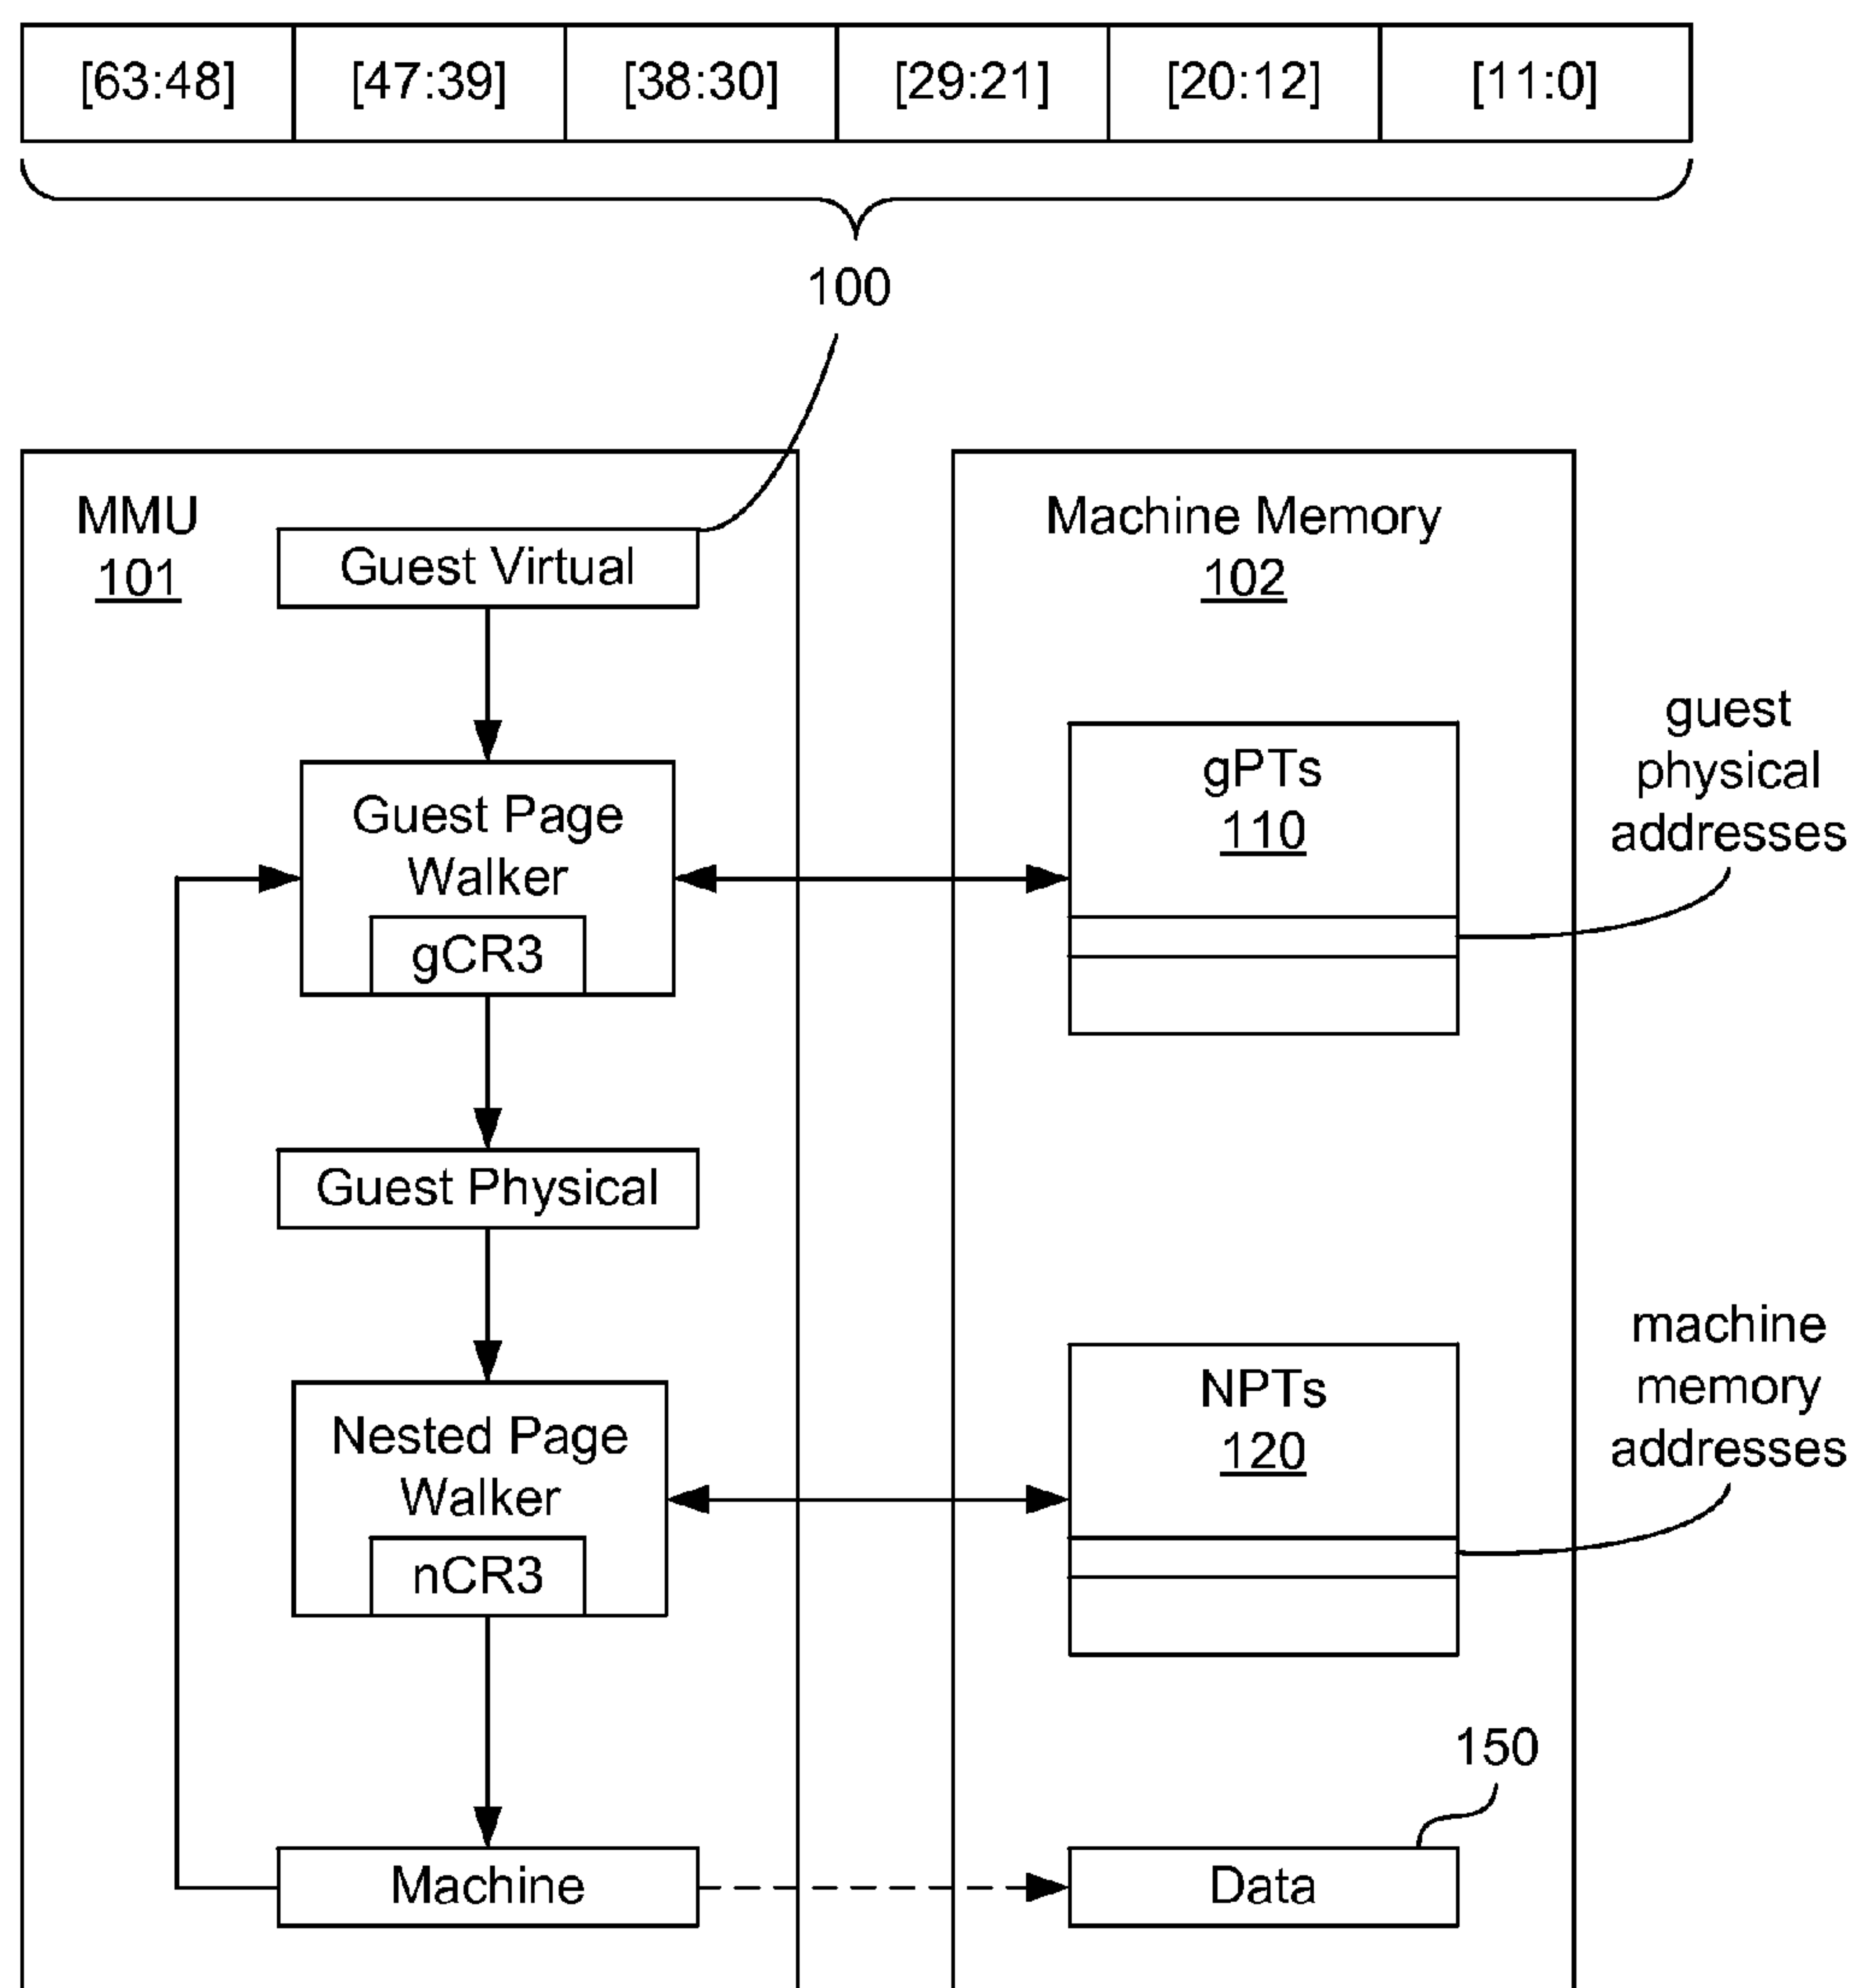 [63:48] [47:39] [38:30] [29:21] [20:12] [11:0]
100
MMU
101
Guest Virtual
Guest Page
Walker
gCR3
Guest Physical
Nested Page
Walker
nCR3
Machine
Machine Memory
102
gPTs
110
guest
physical
addresses
NPTs
120
machine
memory
addresses
150
Data